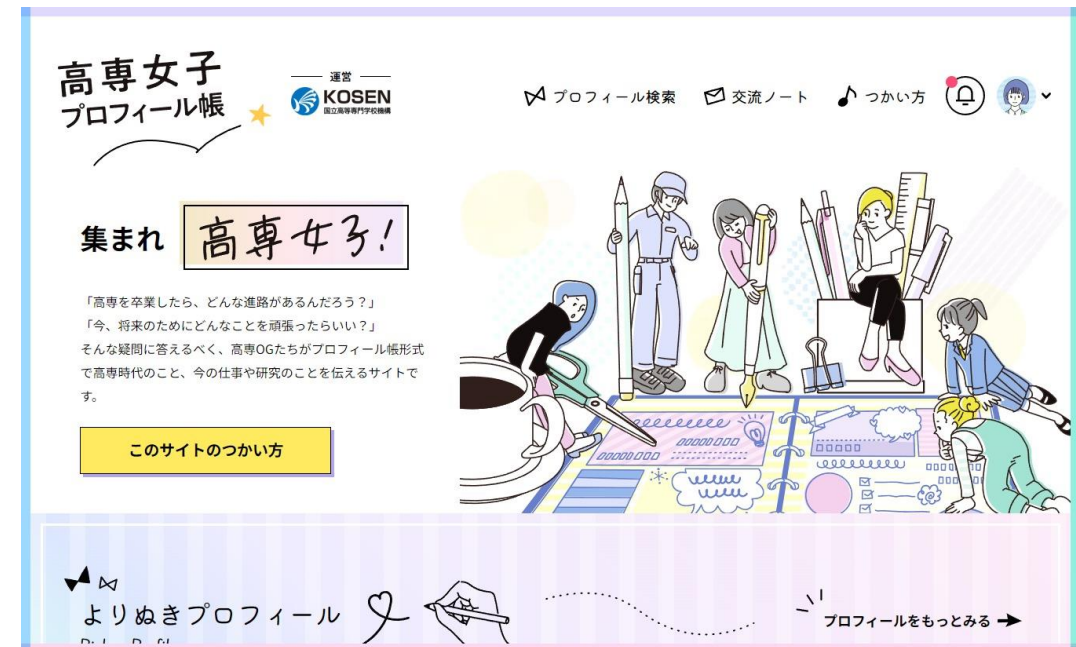 高専女子
プロフィール帳
運営
KOSEN
国立高等専門学校機構
プロフィール検索
交流ノート
つかい方
集まれ
高専女子!
「高専を卒業したら、どんな進路があるんだろう？」
「今、将来のためにどんなことを頑張ったらいい？」
そんな疑問に答えるべく、高専OGたちがプロフィール帳形式
で高専時代のこと、今の仕事や研究のことを伝えるサイトで
す。
このサイトのつかい方
よりぬきプロフィール
プロフィールをもっとみる